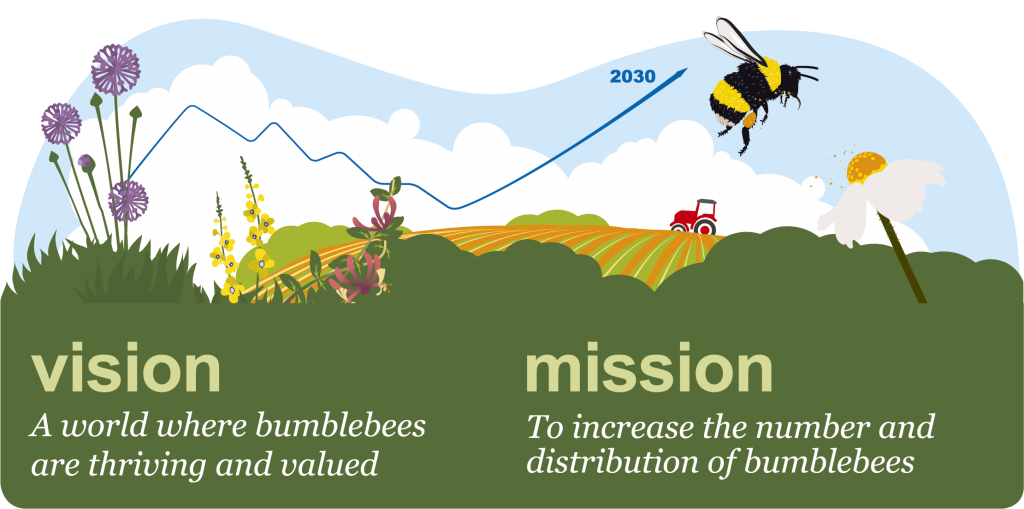 2030
vision
A world where bumblebees
are thriving and valued
mission
To increase the number and
distribution of bumblebees